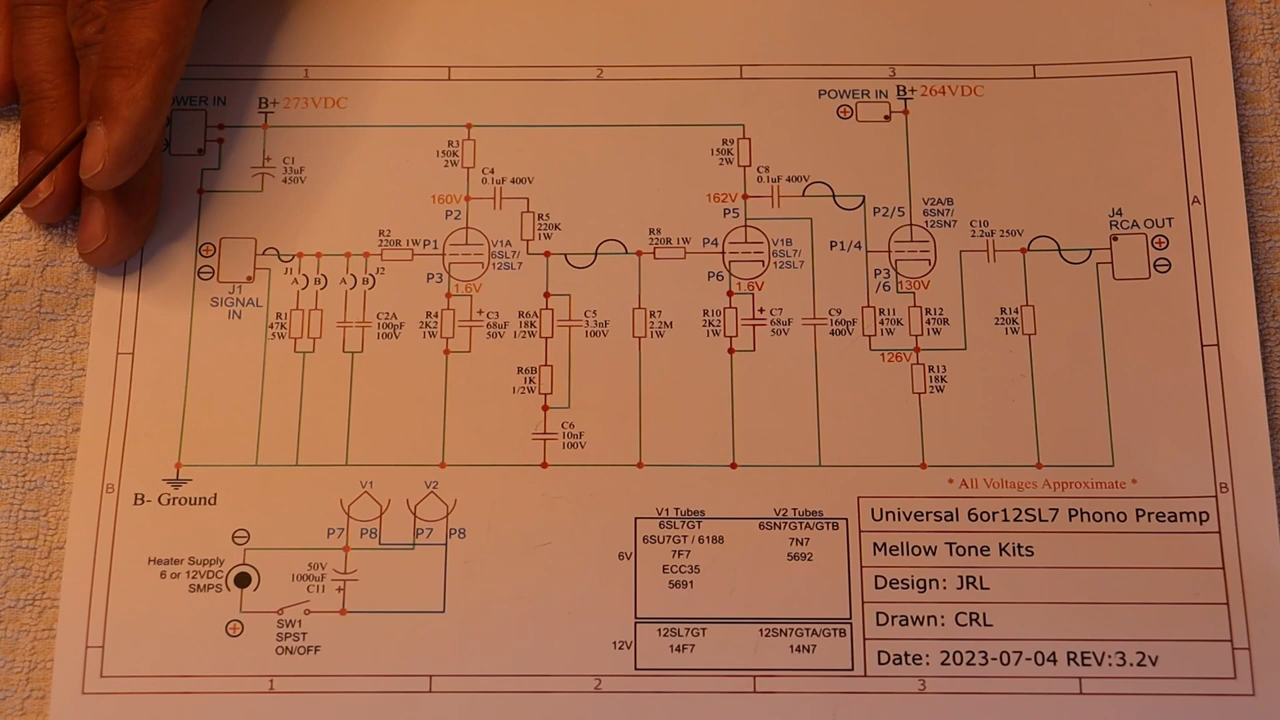 1
2
3
OWER IN
B+ 273VDC
POWER IN
B+ 264VDC
C1
33uF
450V
R3
150K
2W
C4
0.1uF 400V
R9
150K
2W
C8
0.1uF 400V
A
160V
P2
R5
220K
1W
162V
P5
P2/5
V2A/B
6SN7/
12SN7
C10
2.2uF 250V
J4
RCA OUT
R2
220R 1W
P1
V1A
6SL7/
12SL7
R8
220R 1W
P4
V1B
6SL7/
12SL7
P1/4
J1
SIGNAL
IN
J1
A B
A B
J2
P3
1.6V
P6
1.6V
P3
/6
130V
R1
47K
.5W
C2A
100pF
100V
R4
2K2
1W
C3
68uF
50V
R6A
18K
1/2W
C5
3.3nF
100V
R7
2.2M
1W
R10
2K2
1W
C7
68uF
50V
C9
160pF
400V
R11
470K
1W
R12
470R
1W
R14
220K
1W
126V
R6B
1K
1/2W
R13
18K
2W
C6
10nF
100V
B
B- Ground
* All Voltages Approximate *
B
V1
V2
P7 P8 P7 P8
Heater Supply
6 or 12VDC
SMPS
50V
1000uF
C11
SW1
SPST
ON/OFF
V1 Tubes V2 Tubes
6V
6SL7GT 6SN7GTA/GTB
6SU7GT / 6188 7N7
7F7 5692
ECC35
5691
12V
12SL7GT 12SN7GTA/GTB
14F7 14N7
Universal 6or12SL7 Phono Preamp
Mellow Tone Kits
Design: JRL
Drawn: CRL
Date: 2023-07-04 REV:3.2v
1
2
3